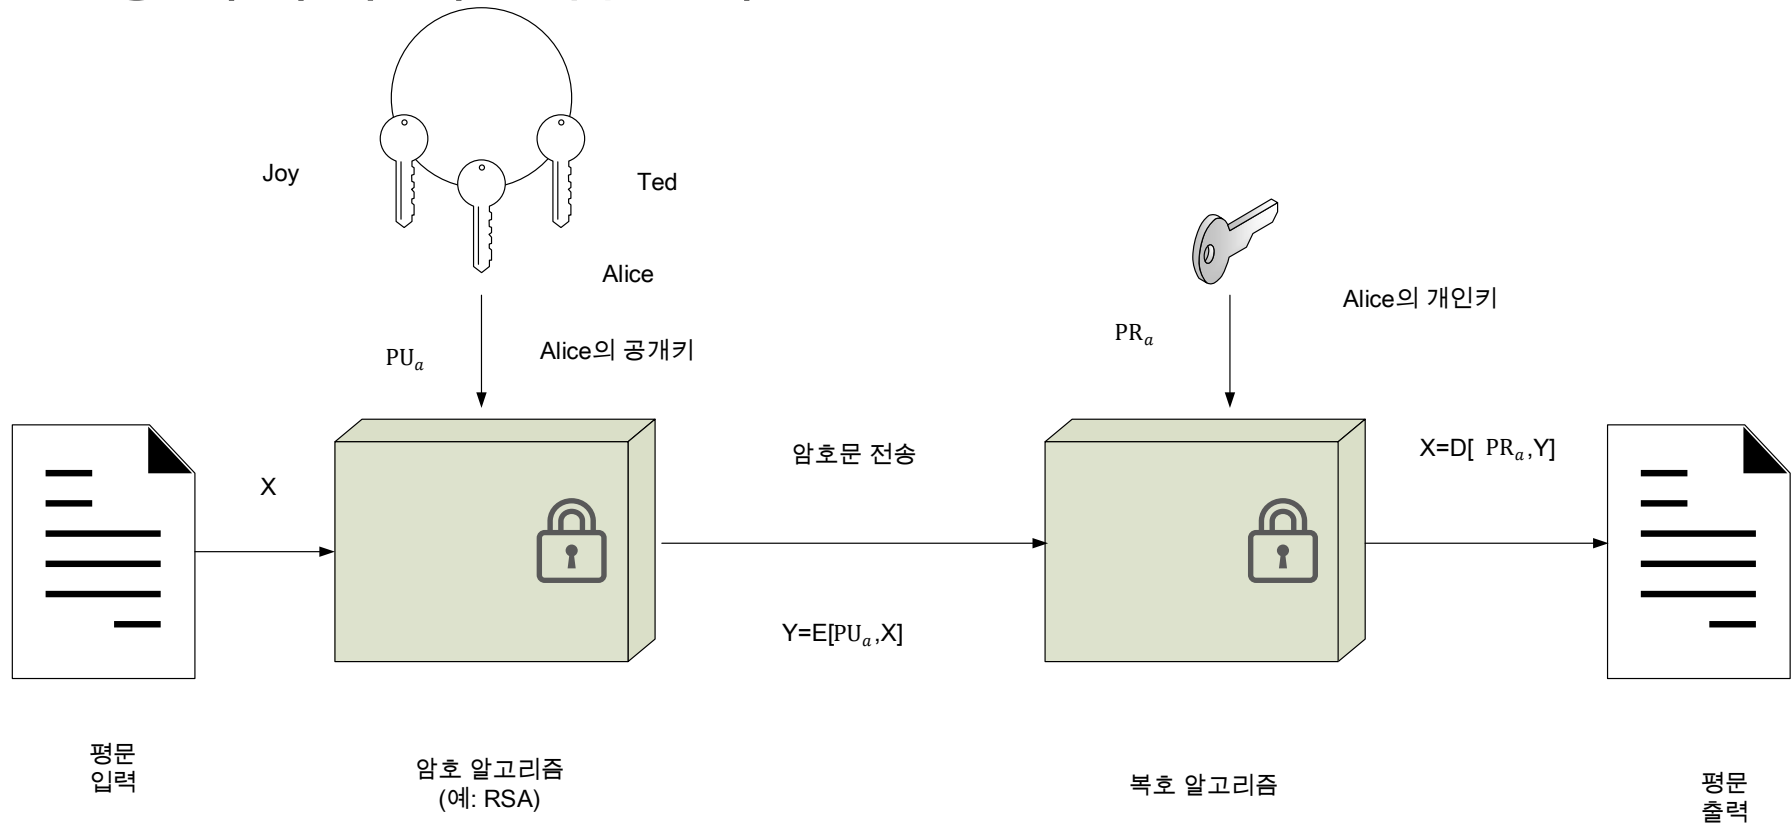 Joy
Ted
Alice
PUₐ
Alice의 공개키
PRₐ
Alice의 개인키
X
암호문 전송
Y=E[PUₐ,X]
X=D[ PRₐ,Y]
평문
입력
암호 알고리즘
(예: RSA)
복호 알고리즘
평문
출력